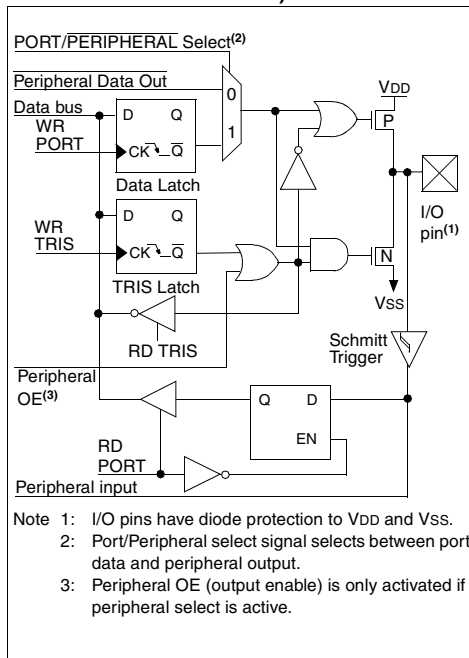 PORT/PERIPHERAL Select(2)
Peripheral Data Out
Data bus
WR
PORT
D Q
CK Q
Data Latch
0
1
VDD
P
I/O
pin(1)
WR
TRIS
D Q
CK Q
TRIS Latch
N
VSS
RD TRIS
Schmitt
Trigger
Peripheral
OE(3)
Q D
EN
RD
PORT
Peripheral input
Note 1: I/O pins have diode protection to VDD and VSS.
2: Port/Peripheral select signal selects between port
data and peripheral output.
3: Peripheral OE (output enable) is only activated if
peripheral select is active.